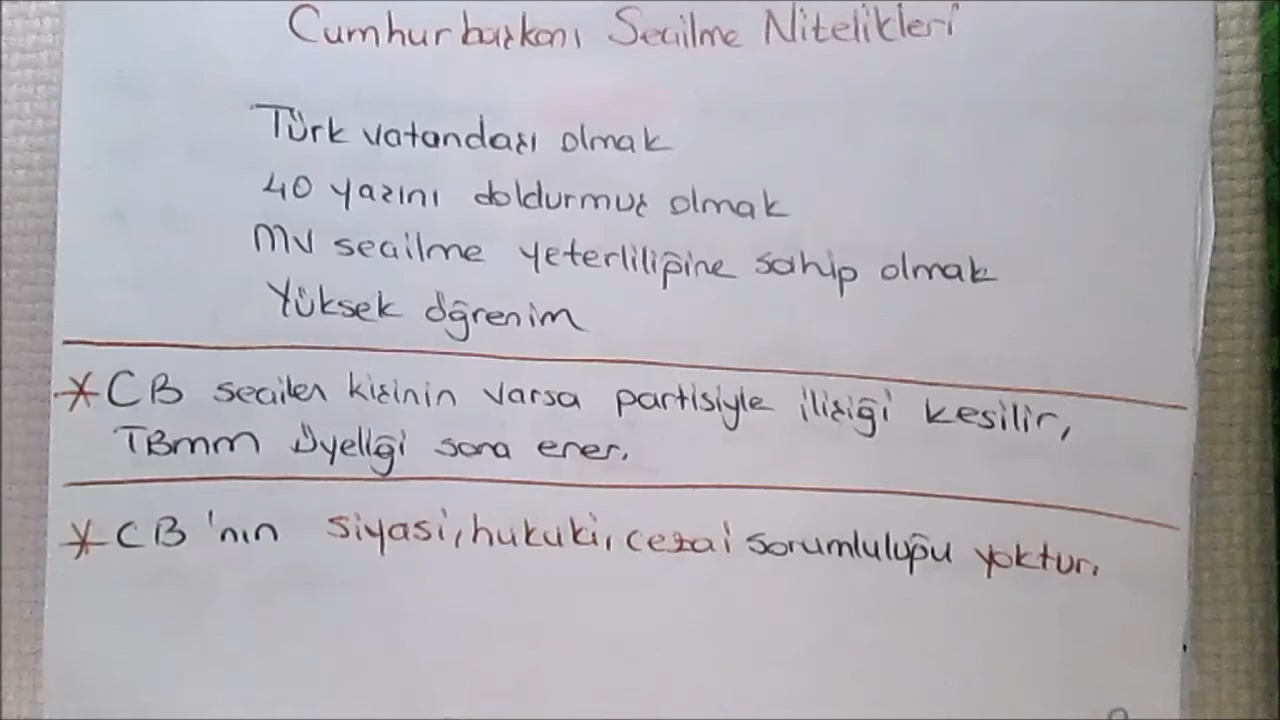 Cumhurbaşkanı Seçilme Nitelikleri
Türk vatandaşı olmak
40 yaşını doldurmuş olmak
MV seçilme yeterliliğine sahip olmak
Yüksek öğrenim
* CB seçilen kişinin varsa partisiyle ilişiği kesilir,
TBMM üyelği sona erer.
* CB'nın siyasi, hukuki, cezai sorumluluğu yoktur.